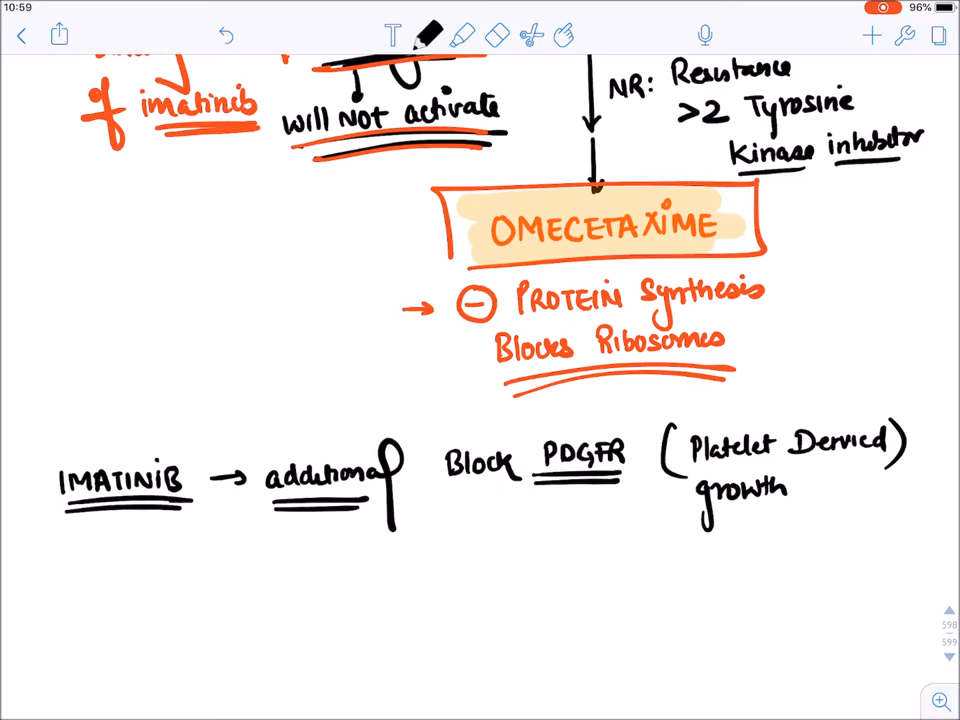 10:59
96%
T
of imatinib
will not activate
NR: Resistance
>2 Tyrosine
Kinase inhibitor
OMECETAXIME
→ ⊖ PROTEIN Synthesis
Blocks Ribosomes
IMATINIB → additional Block PDGFR (Platelet Dervied)
growth
598
599